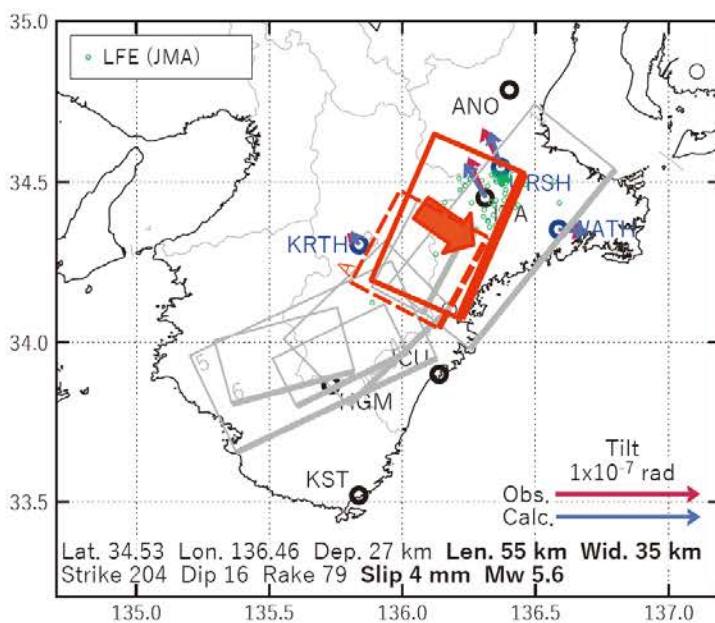 35.0
LFE (JMA)
ANO
34.5
RSH
KRTH
34.0
5
6
HGM
KST
33.5
Tilt
1x10⁻⁷ rad
Obs.
Calc.
Lat. 34.53 Lon. 136.46 Dep. 27 km Len. 55 km Wid. 35 km
Strike 204 Dip 16 Rake 79 Slip 4 mm Mw 5.6
135.0 135.5 136.0 136.5 137.0